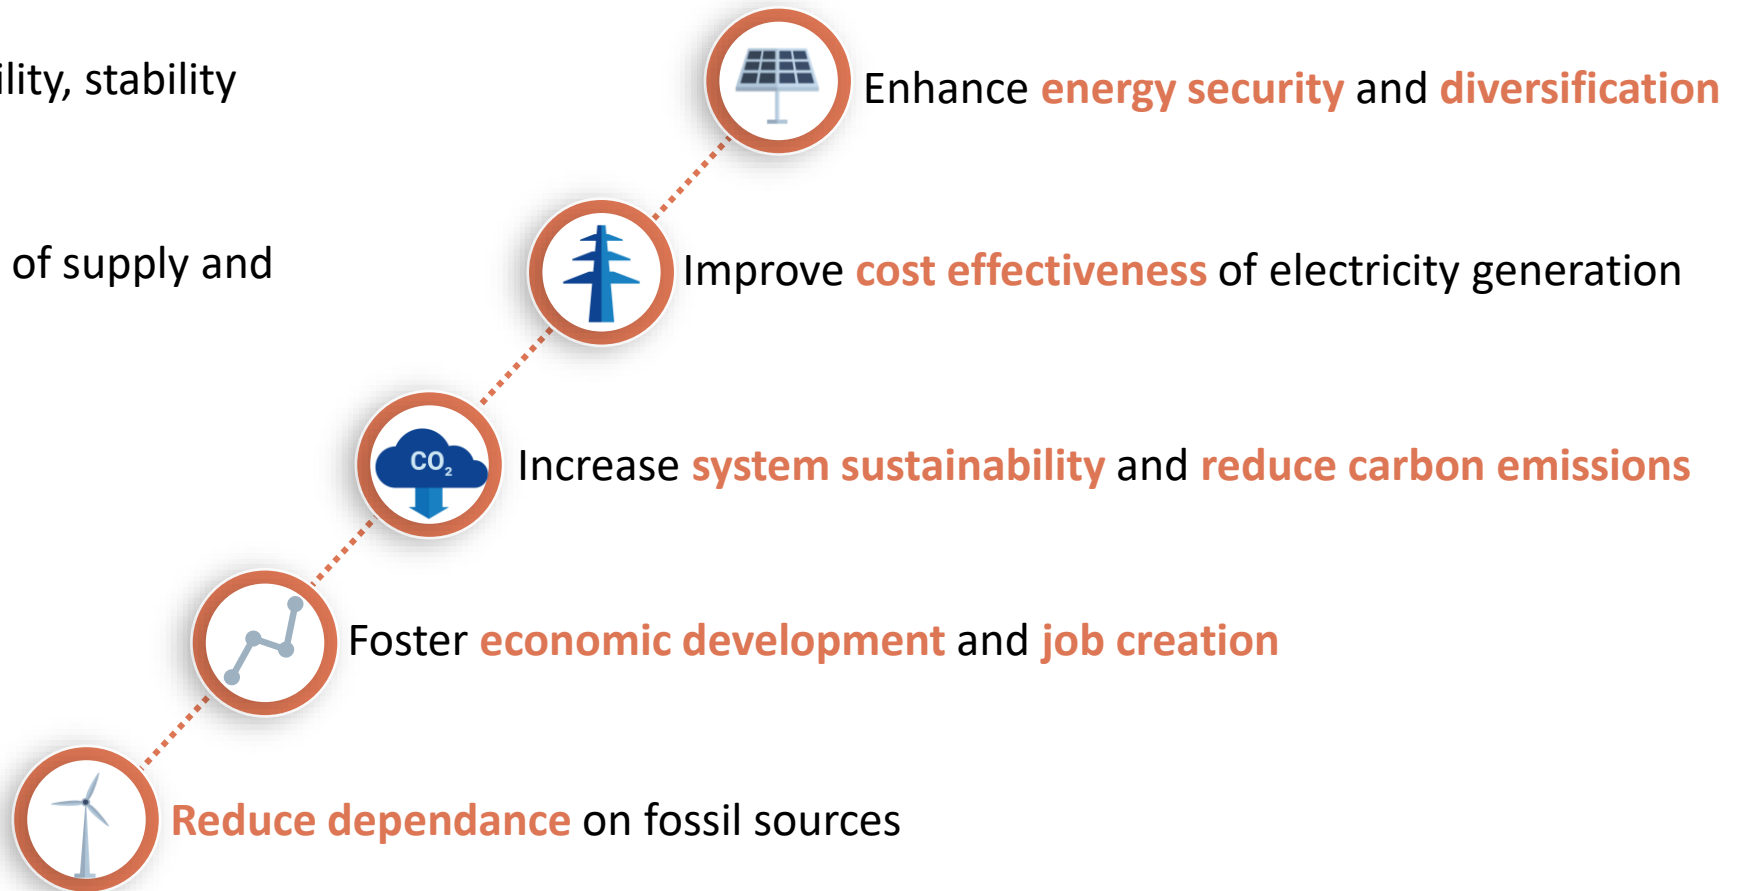 stability
Enhance energy security and diversification
of supply and
Improve cost effectiveness of electricity generation
CO₂
Increase system sustainability and reduce carbon emissions
Foster economic development and job creation
Reduce dependance on fossil sources